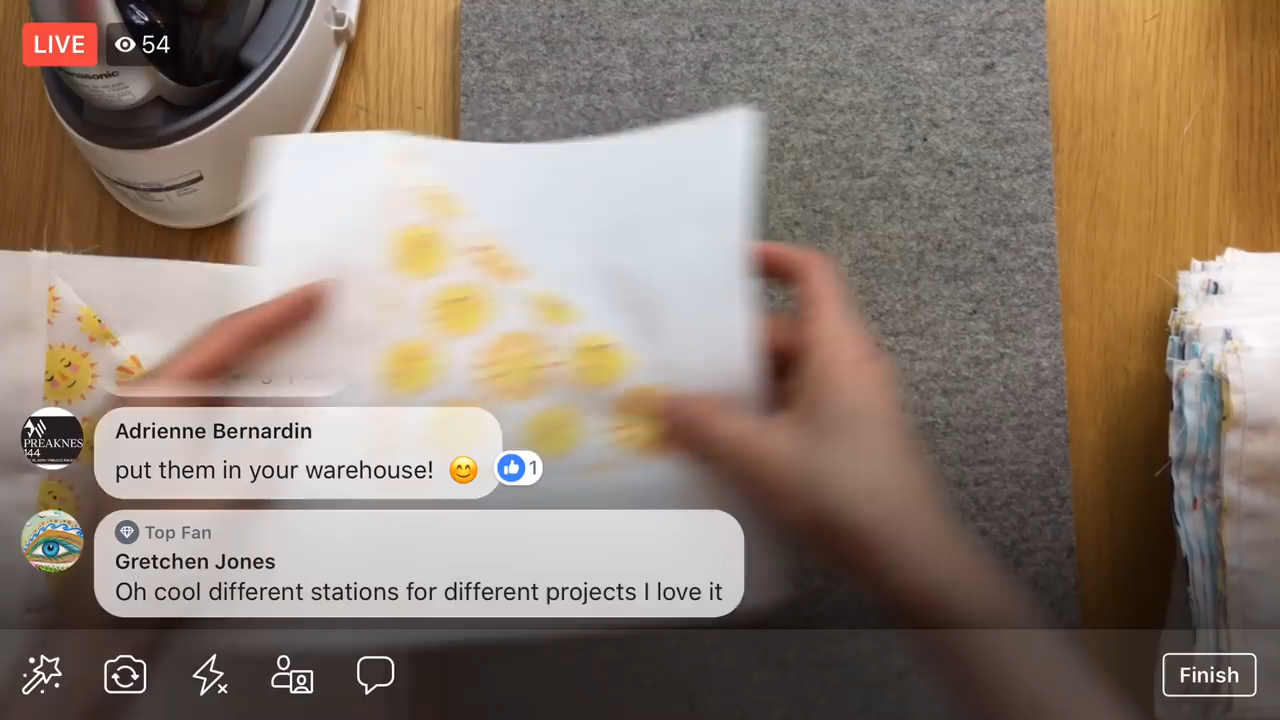 LIVE
54
Panasonic
PREAKNES
144
Adrienne Bernardin
put them in your warehouse! 😊
1
Top Fan
Gretchen Jones
Oh cool different stations for different projects I love it
Finish